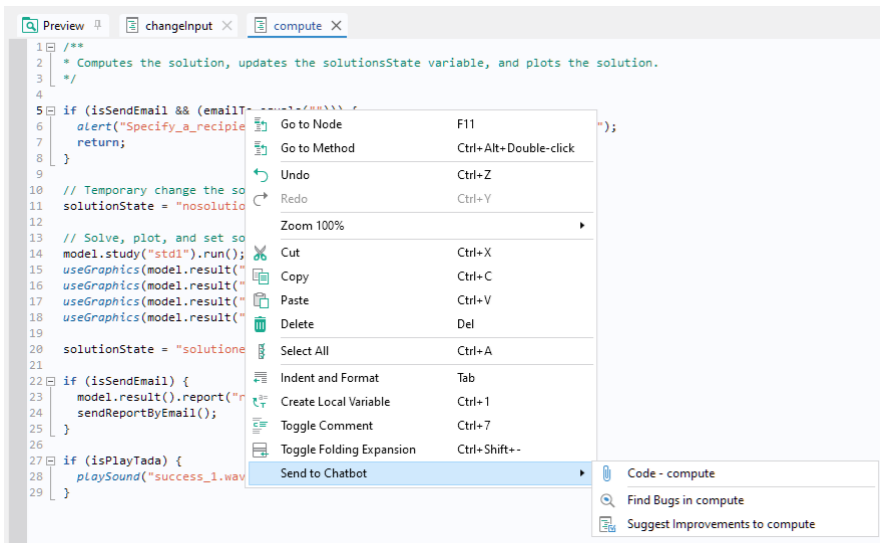 Preview changeInput compute
1 /**
2 * Computes the solution, updates the solutionsState variable, and plots the solution.
3 */
4
5 if (isSendEmail && (emailTo.equals(""))) {
6 alert("Specify_a_recipie ");
7 return;
8 }
9
10 // Temporary change the so
11 solutionState = "nosolutio
12
13 // Solve, plot, and set so
14 model.study("std1").run();
15 useGraphics(model.result("
16 useGraphics(model.result("
17 useGraphics(model.result("
18 useGraphics(model.result("
19
20 solutionState = "solutione
21
22 if (isSendEmail) {
23 model.result().report("r
24 sendReportByEmail();
25 }
26
27 if (isPlayTada) {
28 playSound("success_1.wav
29 }
Go to Node F11
Go to Method Ctrl+Alt+Double-click
Undo Ctrl+Z
Redo Ctrl+Y
Zoom 100%
Cut Ctrl+X
Copy Ctrl+C
Paste Ctrl+V
Delete Del
Select All Ctrl+A
Indent and Format Tab
Create Local Variable Ctrl+1
Toggle Comment Ctrl+7
Toggle Folding Expansion Ctrl+Shift+-
Send to Chatbot
Code - compute
Find Bugs in compute
Suggest Improvements to compute